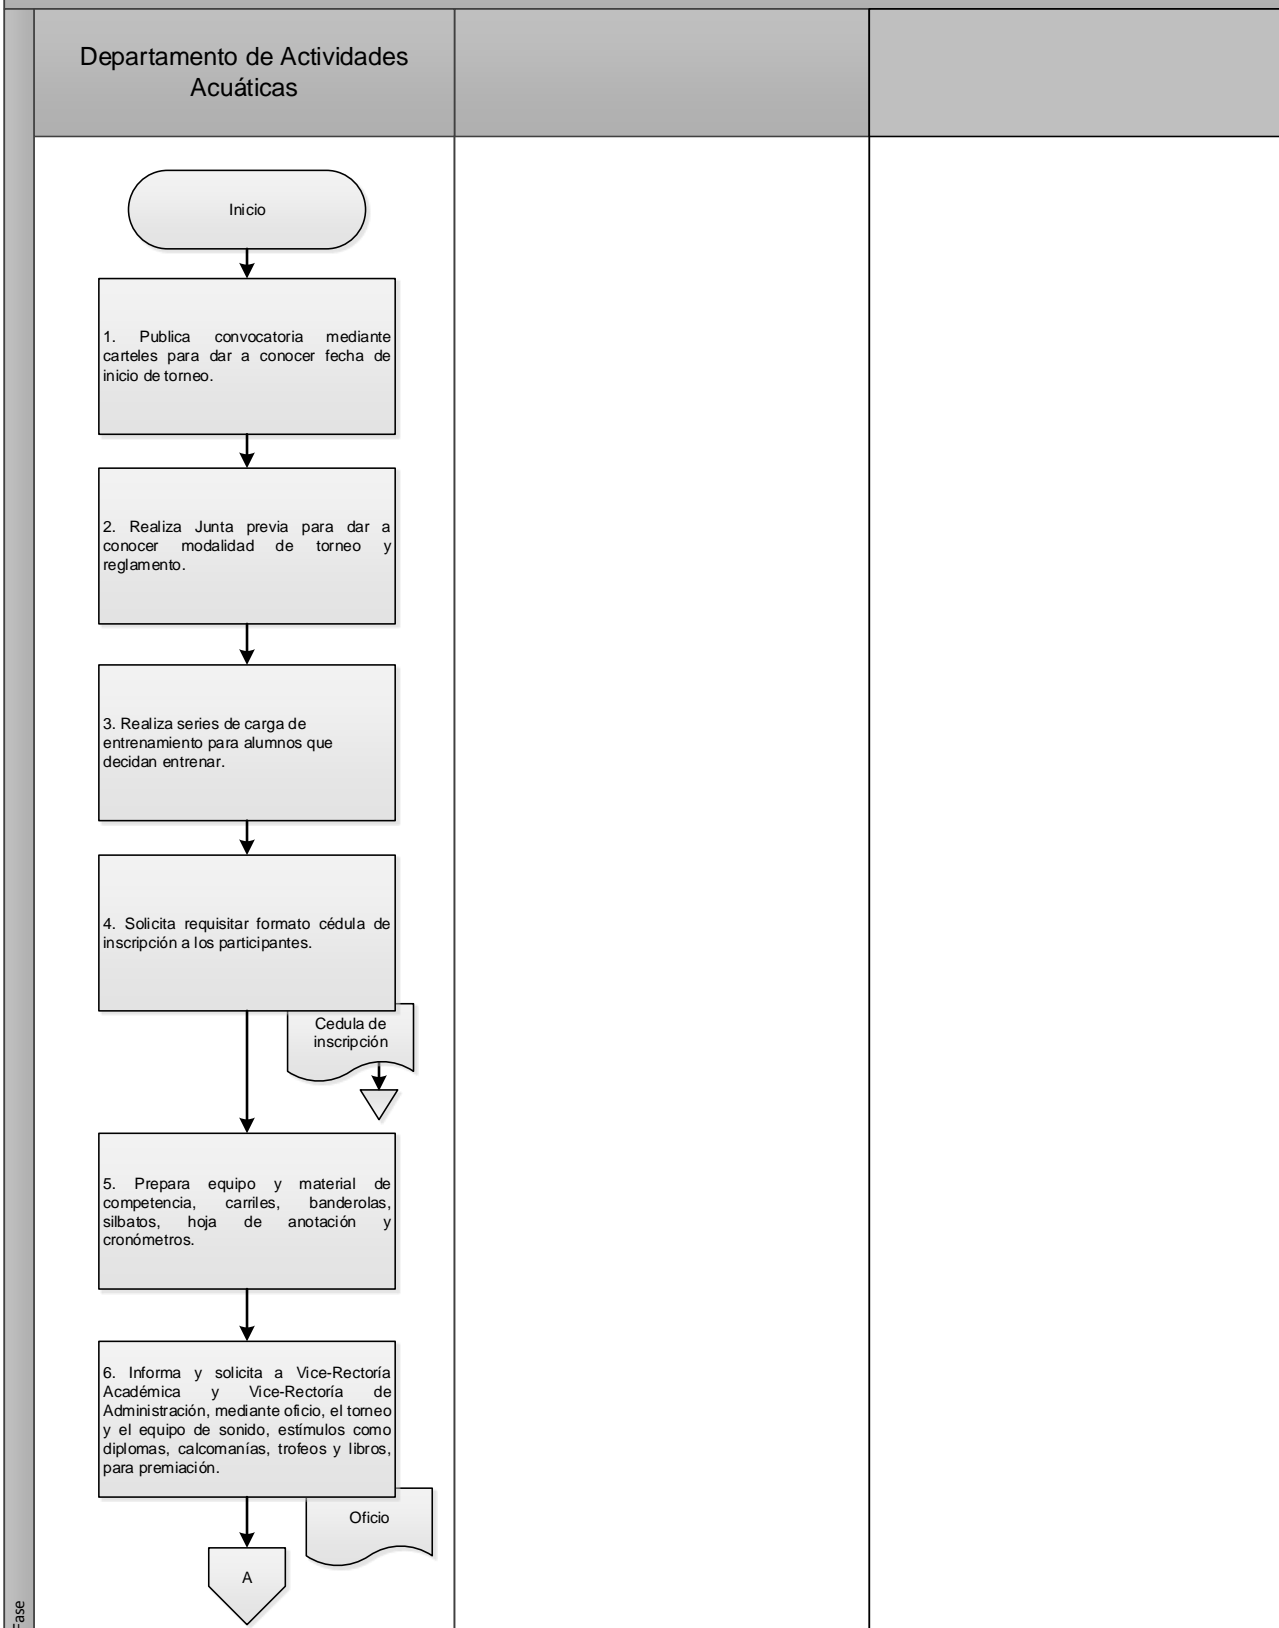 Departamento de Actividades
Acuáticas
Inicio
1. Publica convocatoria mediante
carteles para dar a conocer fecha de
inicio de torneo.
2. Realiza Junta previa para dar a
conocer modalidad de torneo y
reglamento.
3. Realiza series de carga de
entrenamiento para alumnos que
decidan entrenar.
4. Solicita requisitar formato cédula de
inscripción a los participantes.
Cedula de
inscripción
5. Prepara equipo y material de
competencia, carriles, banderolas,
silbatos, hoja de anotación y
cronómetros.
6. Informa y solicita a Vice-Rectoría
Académica y Vice-Rectoría de
Administración, mediante oficio, el torneo
y el equipo de sonido, estímulos como
diplomas, calcomanías, trofeos y libros,
para premiación.
Oficio
A
Fase